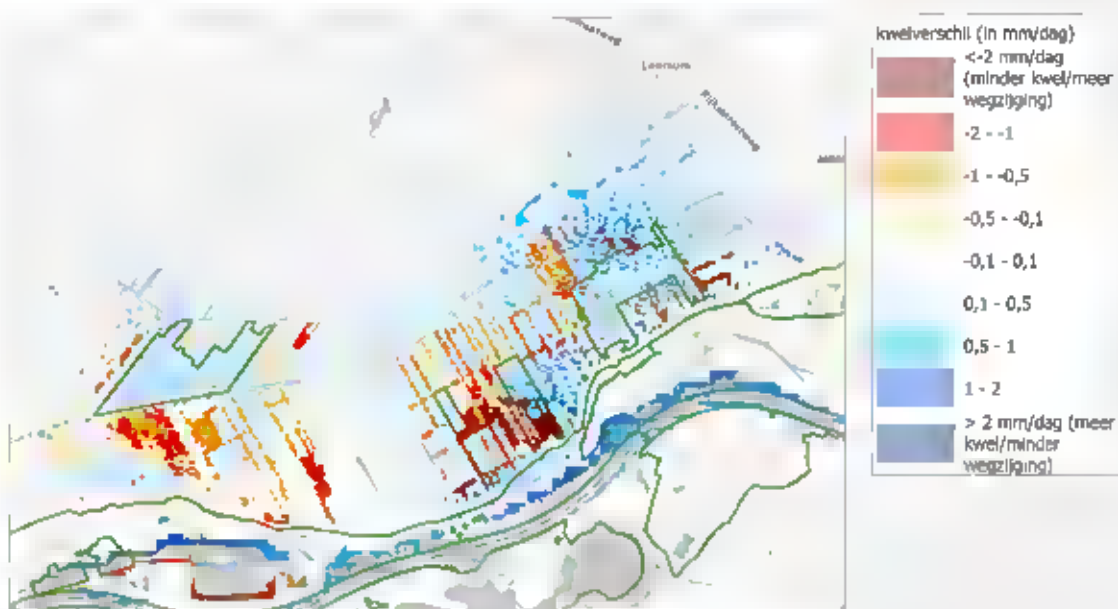 Leersum
Rijksstraatweg
kwelverschil (in mm/dag)
<-2 mm/dag
(minder kwel/meer
wegzijging)
-2 - -1
-1 - -0,5
-0,5 - -0,1
-0,1 - 0,1
0,1 - 0,5
0,5 - 1
1 - 2
> 2 mm/dag (meer
kwel/minder
wegzijging)